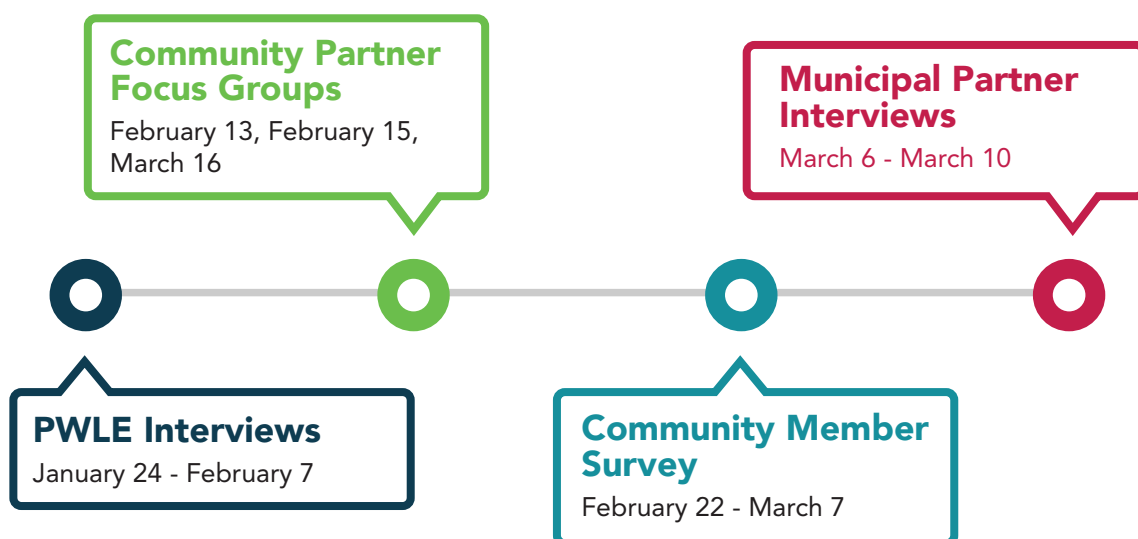 Community Partner
Focus Groups
February 13, February 15,
March 16
Municipal Partner
Interviews
March 6 - March 10
PWLE Interviews
January 24 - February 7
Community Member
Survey
February 22 - March 7